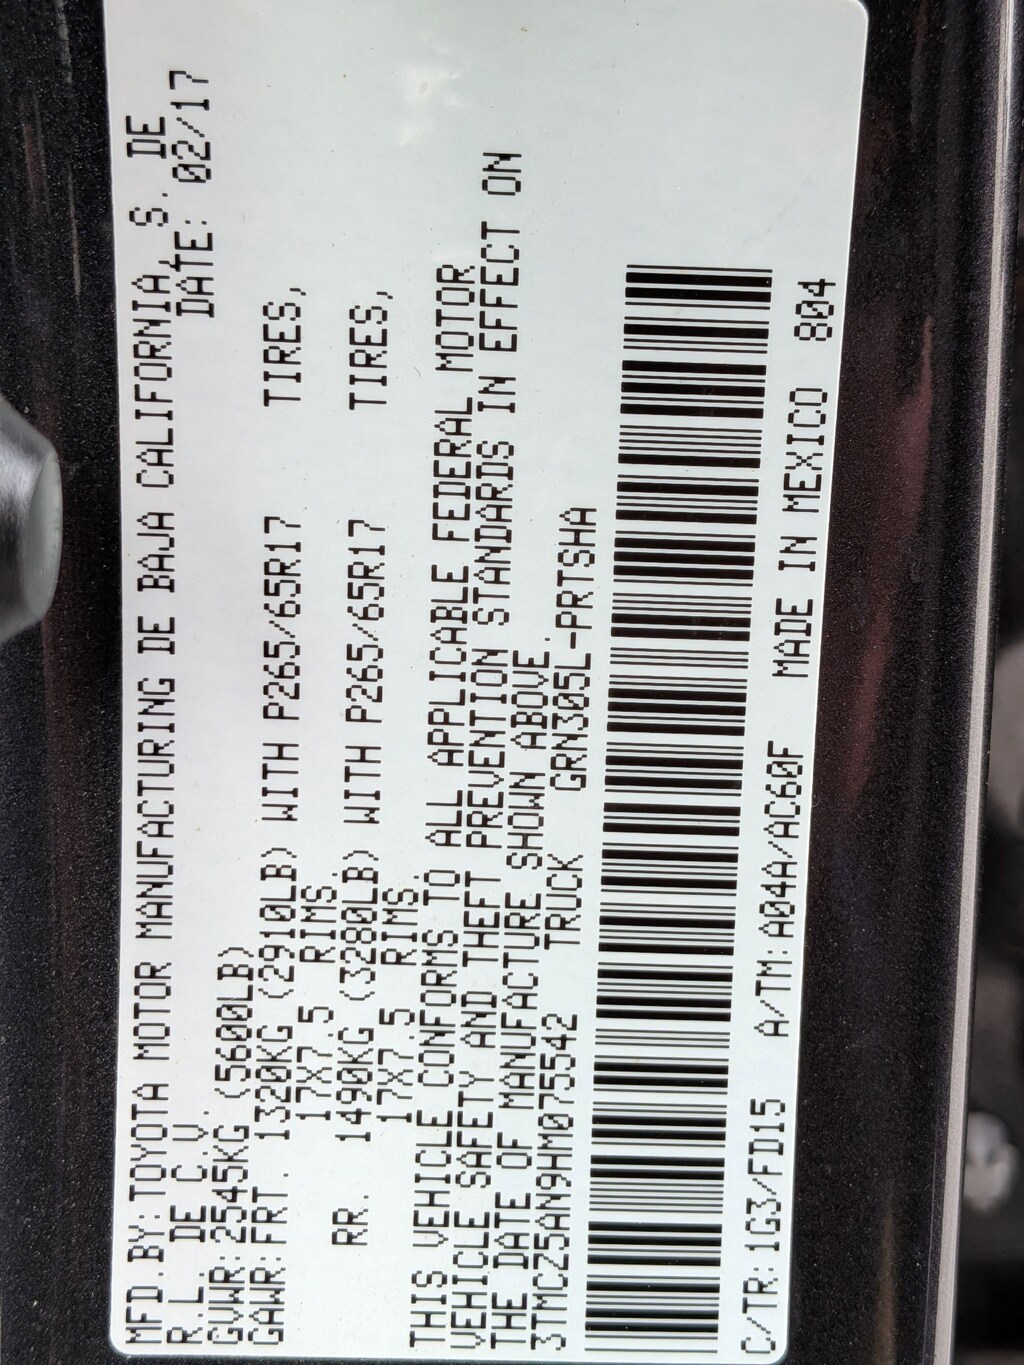 MFD.BY:TOYOTA MOTOR MANUFACTURING DE BAJA CALIFORNIA, S. DE
R.L. DE C.V. DATE: 02/17
GVWR:2545KG (5600LB)
GAWR:FRT. 1320KG (2910LB) WITH P265/65R17 TIRES,
17X7.5 RIMS.
RR. 1490KG (3280LB) WITH P265/65R17 TIRES,
17X7.5 RIMS.
THIS VEHICLE CONFORMS TO ALL APPLICABLE FEDERAL MOTOR
VEHICLE SAFETY AND THEFT PREVENTION STANDARDS IN EFFECT ON
THE DATE OF MANUFACTURE SHOWN ABOVE.
3TMCZ5AN9HM075542 TRUCK GRN305L-PRTSHA
C/TR:1G3/FD15 A/TM:A04A/AC60F MADE IN MEXICO 804